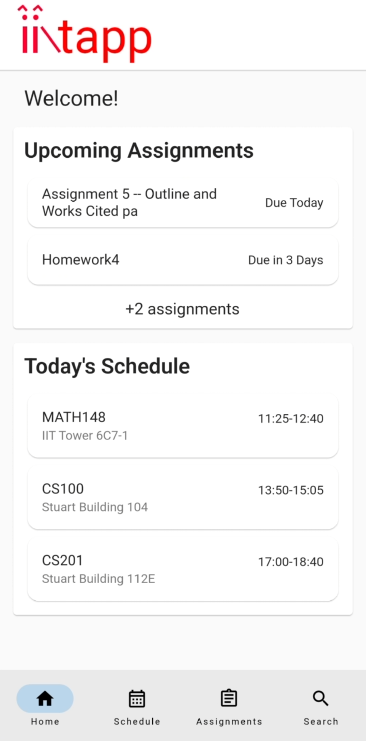 iitapp
Welcome!
Upcoming Assignments
Assignment 5 -- Outline and
Works Cited pa
Due Today
Homework4
Due in 3 Days
+2 assignments
Today's Schedule
MATH148
11:25-12:40
IIT Tower 6C7-1
CS100
13:50-15:05
Stuart Building 104
CS201
17:00-18:40
Stuart Building 112E
Home
Schedule
Assignments
Search